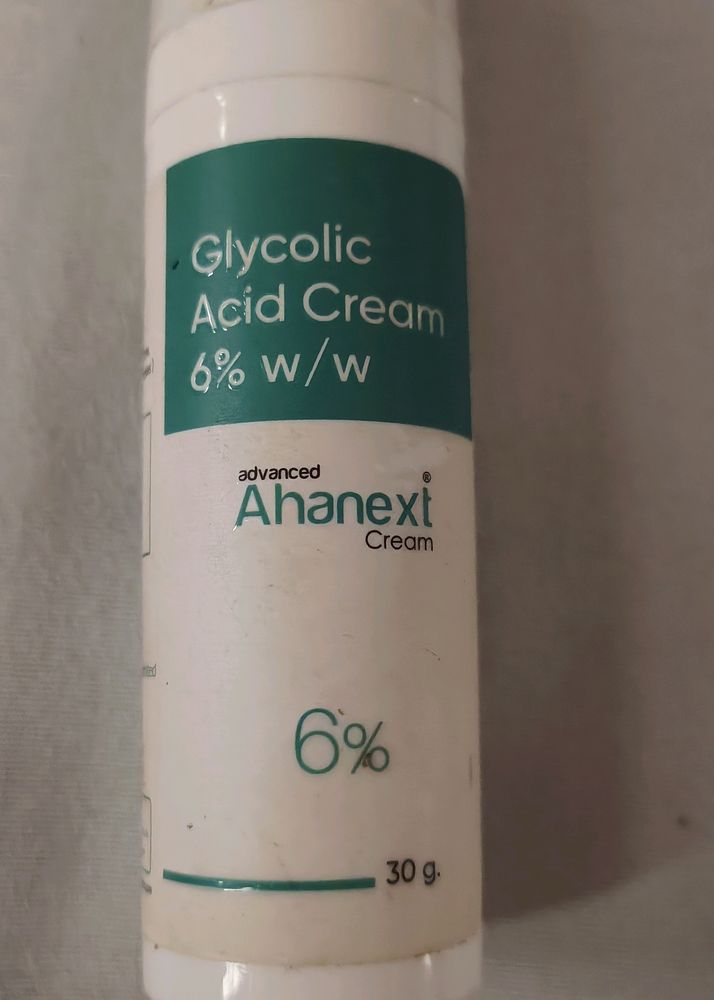 Glycolic
Acid Cream
6% w/w
advanced
Ahanext®
Cream
6%
30 g.